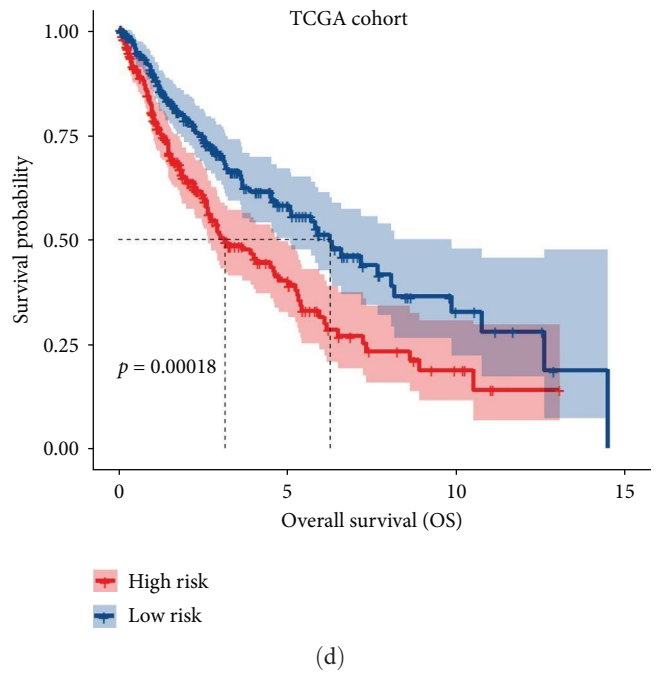 TCGA cohort
1.00
0.75
0.50
0.25
0.00
Survival probability
p = 0.00018
0 5 10 15
Overall survival (OS)
High risk
Low risk
(d)